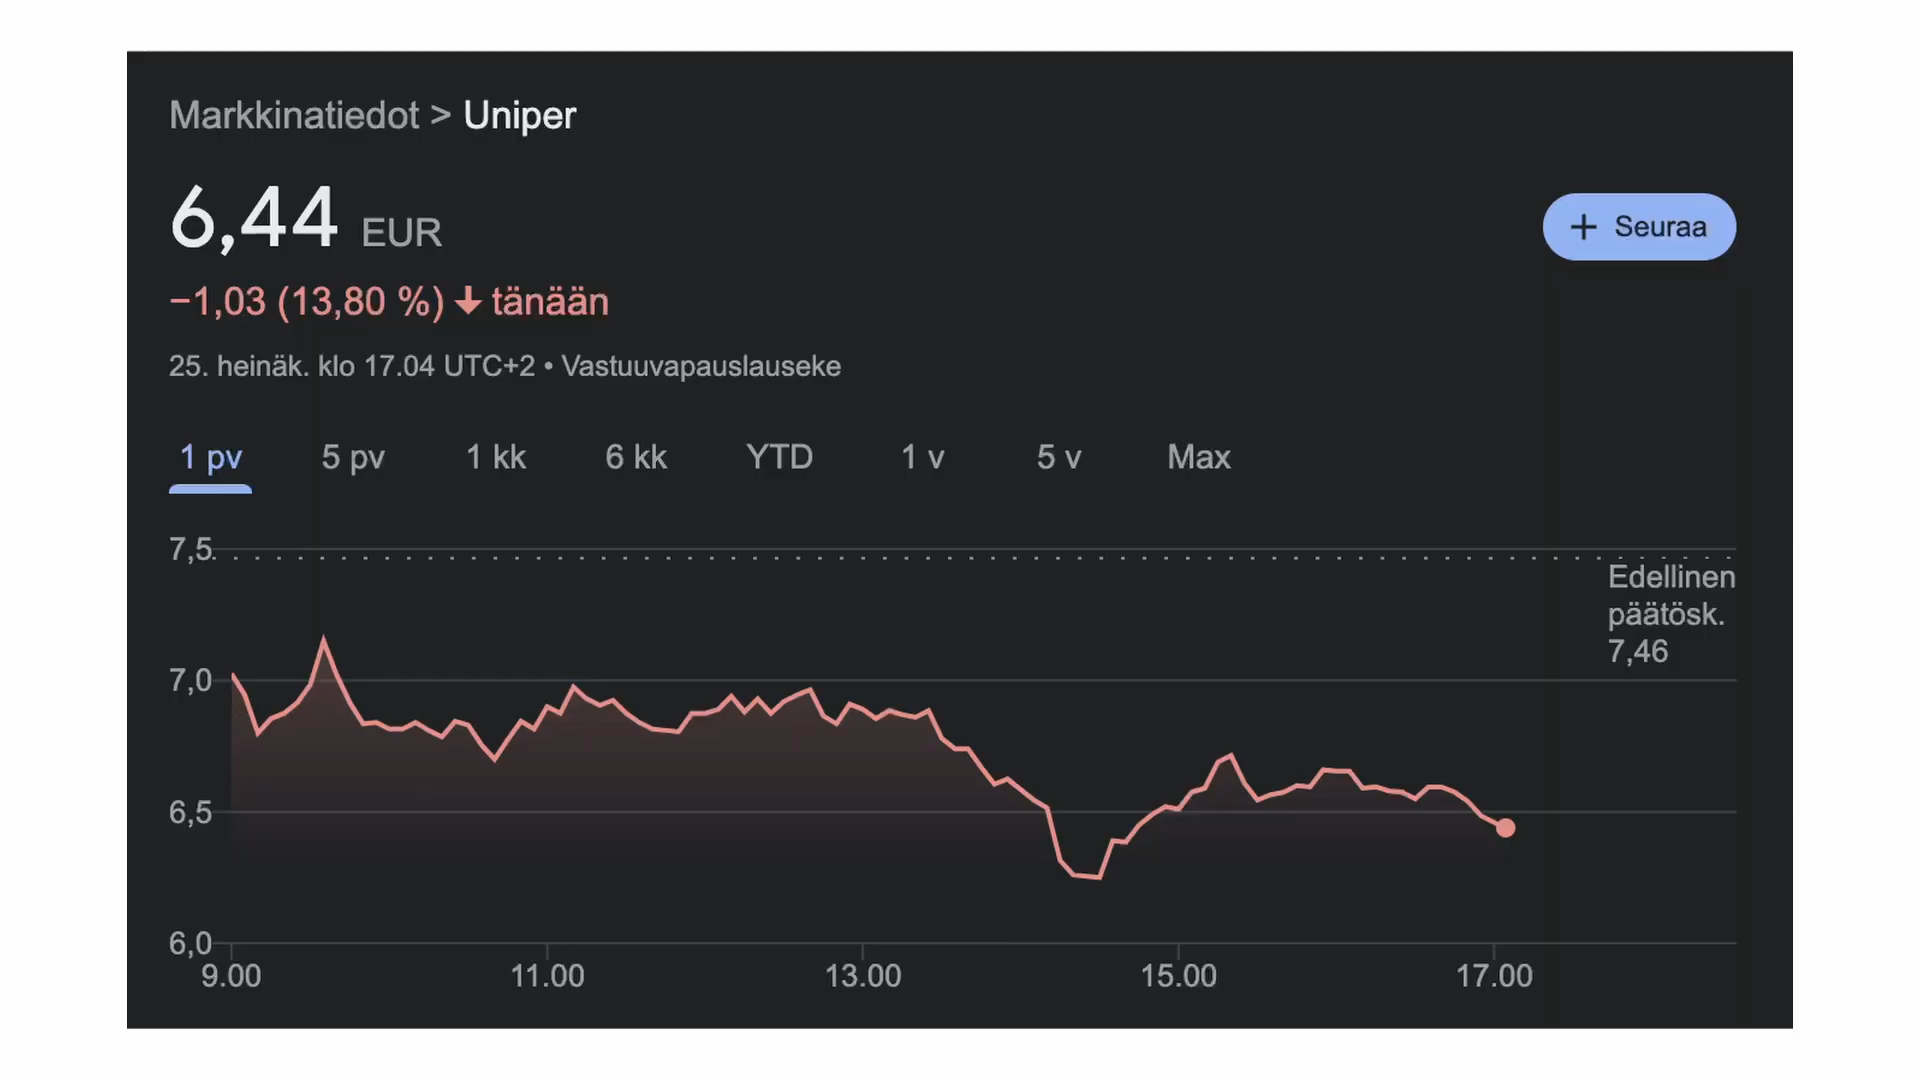 Markkinatiedot > Uniper
6,44 EUR
+ Seuraa
−1,03 (13,80 %) ↓ tänään
25. heinäk. klo 17.04 UTC+2 • Vastuuvapauslauseke
1 pv 5 pv 1 kk 6 kk YTD 1 v 5 v Max
7,5
Edellinen
päätösk.
7,46
7,0
6,5
6,0
9.00 11.00 13.00 15.00 17.00